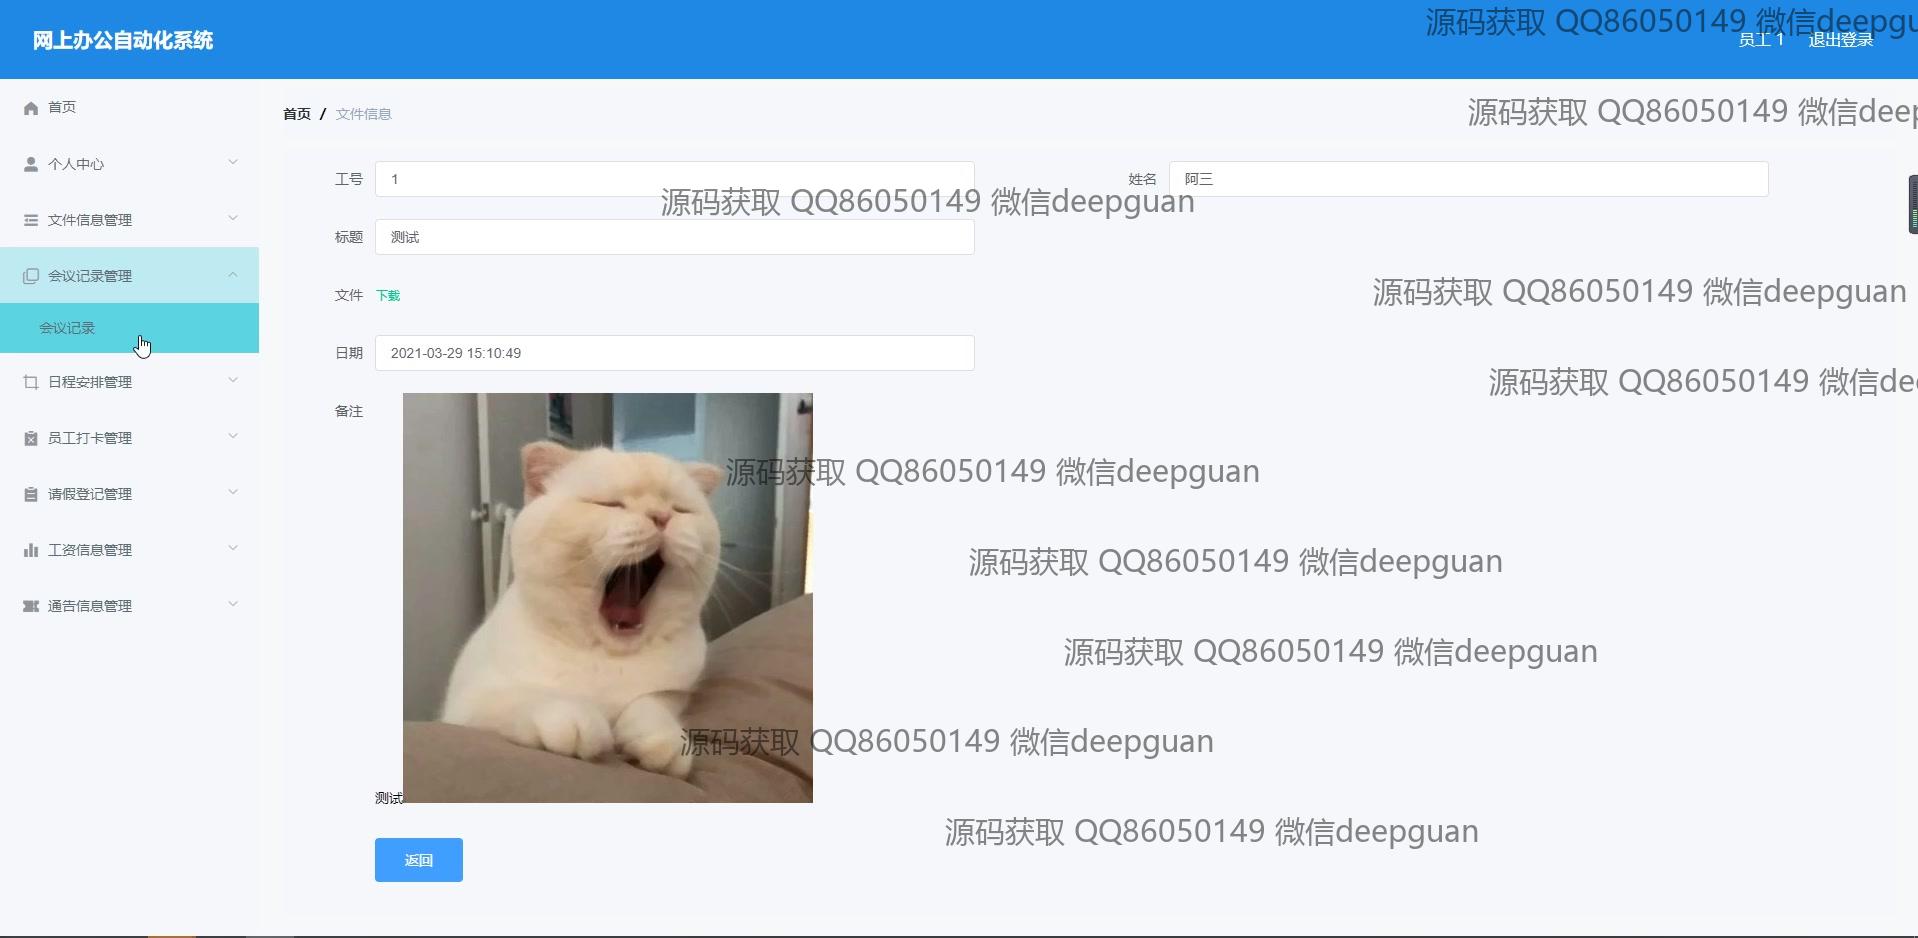 网上办公自动化系统
源码获取 QQ86050149 微信deepgu
员工 1 退出登录
首页
个人中心
文件信息管理
会议记录管理
会议记录
日程安排管理
员工打卡管理
请假登记管理
工资信息管理
通告信息管理
首页 / 文件信息
源码获取 QQ86050149 微信deep
工号 1
姓名 阿三
源码获取 QQ86050149 微信deepguan
标题 测试
文件 下载
源码获取 QQ86050149 微信deepguan
日期 2021-03-29 15:10:49
源码获取 QQ86050149 微信de
备注
源码获取 QQ86050149 微信deepguan
源码获取 QQ86050149 微信deepguan
源码获取 QQ86050149 微信deepguan
源码获取 QQ86050149 微信deepguan
测试
源码获取 QQ86050149 微信deepguan
返回